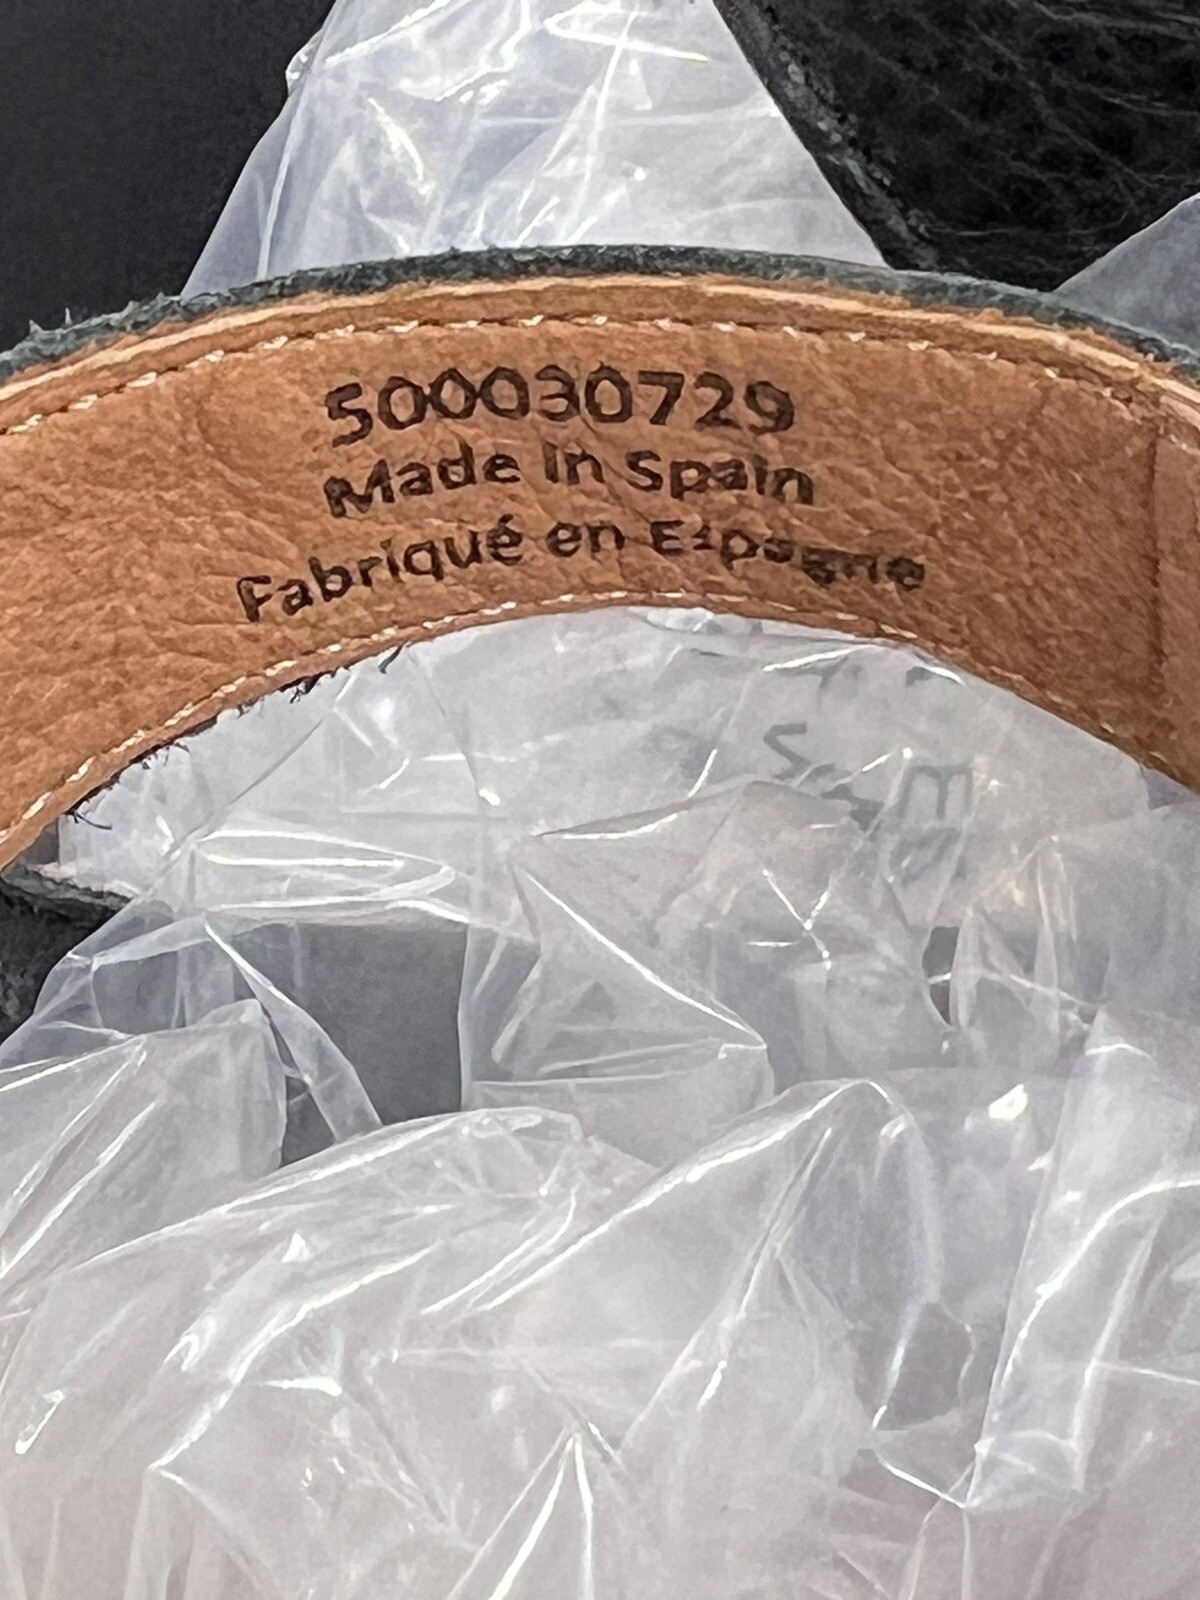 500030729
Made in Spain
Fabriqué en Espagne